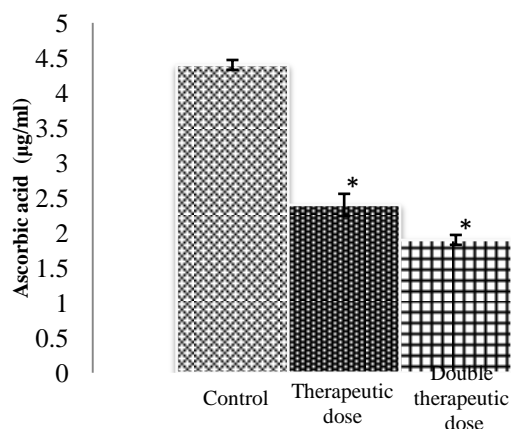 Ascorbic acid (µg/ml)
5
4.5
4
3.5
3
2.5
2
1.5
1
0.5
0
*
*
Control
Therapeutic
dose
Double
therapeutic
dose